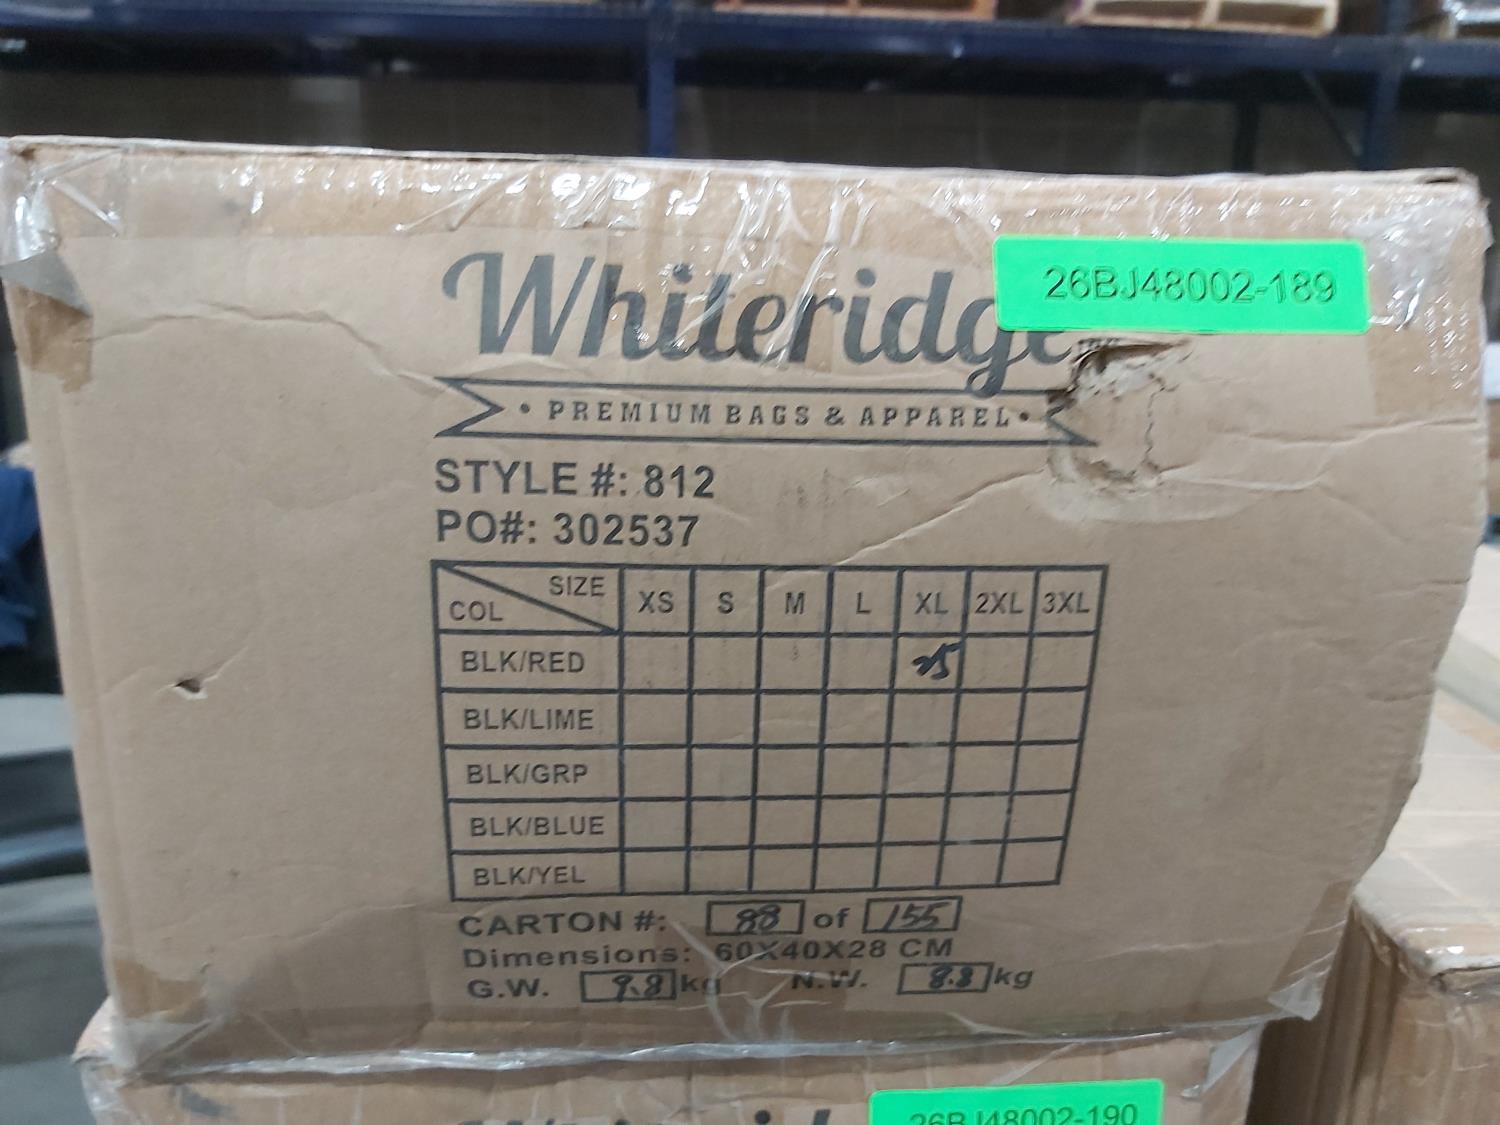 Whiteridge
26BJ48002-189
• PREMIUM BAGS & APPAREL •
STYLE #: 812
PO#: 302537
SIZE XS S M L XL 2XL 3XL
COL
BLK/RED 25
BLK/LIME
BLK/GRP
BLK/BLUE
BLK/YEL
CARTON #: 88 of 155
Dimensions: 60X40X28 CM
G.W. 9.8 kg N.W. 8.8 kg
26BJ48002-190